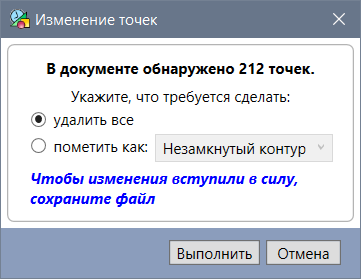 Изменение точек
В документе обнаружено 212 точек.
Укажите, что требуется сделать:
удалить все
пометить как: Незамкнутый контур
Чтобы изменения вступили в силу,
сохраните файл
Выполнить Отмена